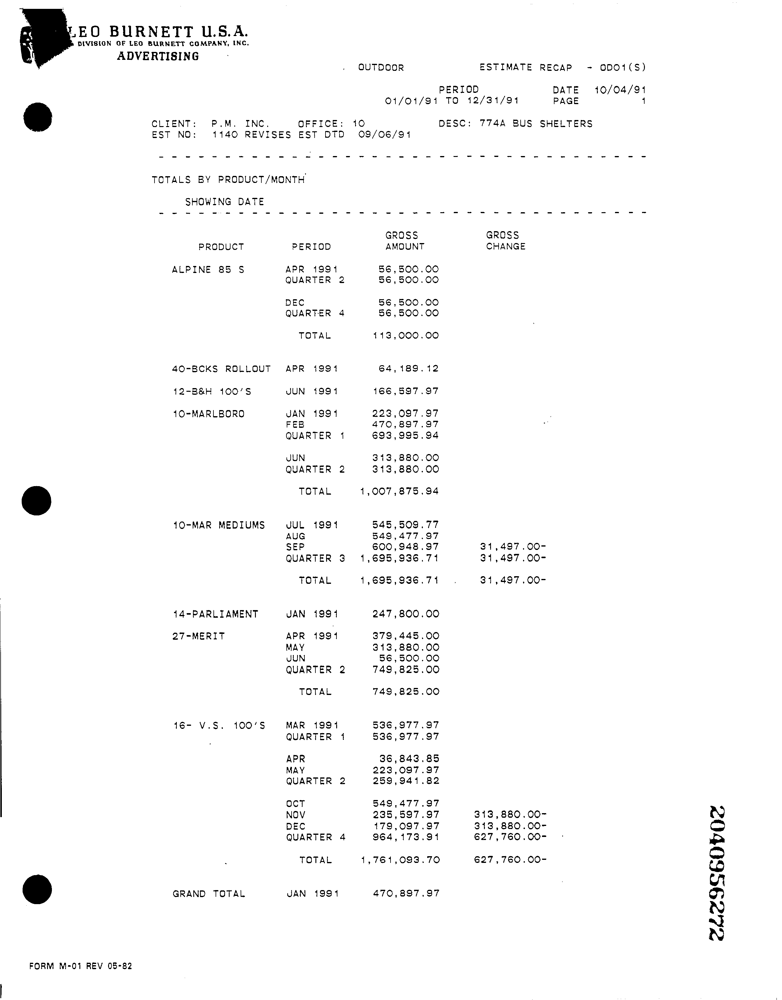 LEO BURNETT U.S.A.
DIVISION OF LEO BURNETT COMPANY, INC.
ADVERTISING
OUTDOOR ESTIMATE RECAP - ODO1(S)
PERIOD DATE 10/04/91
01/01/91 TO 12/31/91 PAGE 1
CLIENT: P.M. INC. OFFICE: 10 DESC: 774A BUS SHELTERS
EST NO: 1140 REVISES EST DTD 09/06/91
- - - - - - - - - - - - - - - - - - - - - - - - - - - - - -
TOTALS BY PRODUCT/MONTH
SHOWING DATE
- - - - - - - - - - - - - - - - - - - - - - - - - - - - - -
GROSS GROSS
PRODUCT PERIOD AMOUNT CHANGE
ALPINE 85 S APR 1991 56,500.00
QUARTER 2 56,500.00
DEC 56,500.00
QUARTER 4 56,500.00
TOTAL 113,000.00
40-BCKS ROLLOUT APR 1991 64,189.12
12-B&H 100'S JUN 1991 166,597.97
10-MARLBORO JAN 1991 223,097.97
FEB 470,897.97
QUARTER 1 693,995.94
JUN 313,880.00
QUARTER 2 313,880.00
TOTAL 1,007,875.94
10-MAR MEDIUMS JUL 1991 545,509.77
AUG 549,477.97
SEP 600,948.97 31,497.00-
QUARTER 3 1,695,936.71 31,497.00-
TOTAL 1,695,936.71 31,497.00-
14-PARLIAMENT JAN 1991 247,800.00
27-MERIT APR 1991 379,445.00
MAY 313,880.00
JUN 56,500.00
QUARTER 2 749,825.00
TOTAL 749,825.00
16- V.S. 100'S MAR 1991 536,977.97
QUARTER 1 536,977.97
APR 36,843.85
MAY 223,097.97
QUARTER 2 259,941.82
OCT 549,477.97
NOV 235,597.97 313,880.00-
DEC 179,097.97 313,880.00-
QUARTER 4 964,173.91 627,760.00-
TOTAL 1,761,093.70 627,760.00-
GRAND TOTAL JAN 1991 470,897.97
2040956272
FORM M-01 REV 05-82